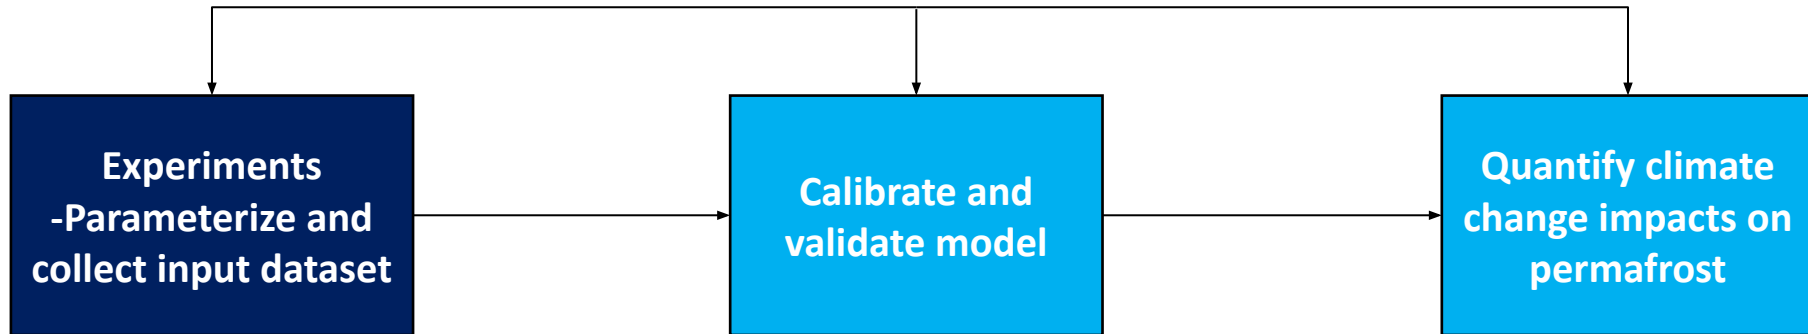 Experiments
-Parameterize and
collect input dataset
Calibrate and
validate model
Quantify climate
change impacts on
permafrost